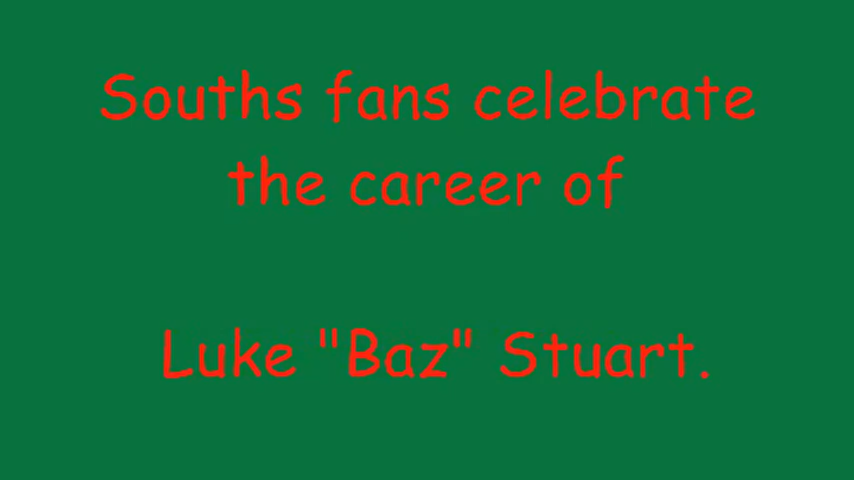 Souths fans celebrate
the career of
Luke "Baz" Stuart.